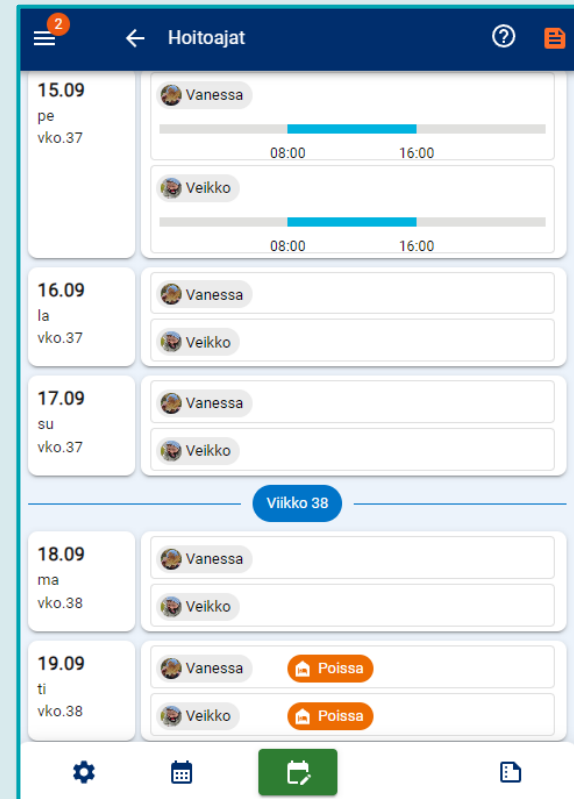 2
Hoitoajat
15.09
pe
vko.37
Vanessa
08:00 16:00
Veikko
08:00 16:00
16.09
la
vko.37
Vanessa
Veikko
17.09
su
vko.37
Vanessa
Veikko
Viikko 38
18.09
ma
vko.38
Vanessa
Veikko
19.09
ti
vko.38
Vanessa Poissa
Veikko Poissa